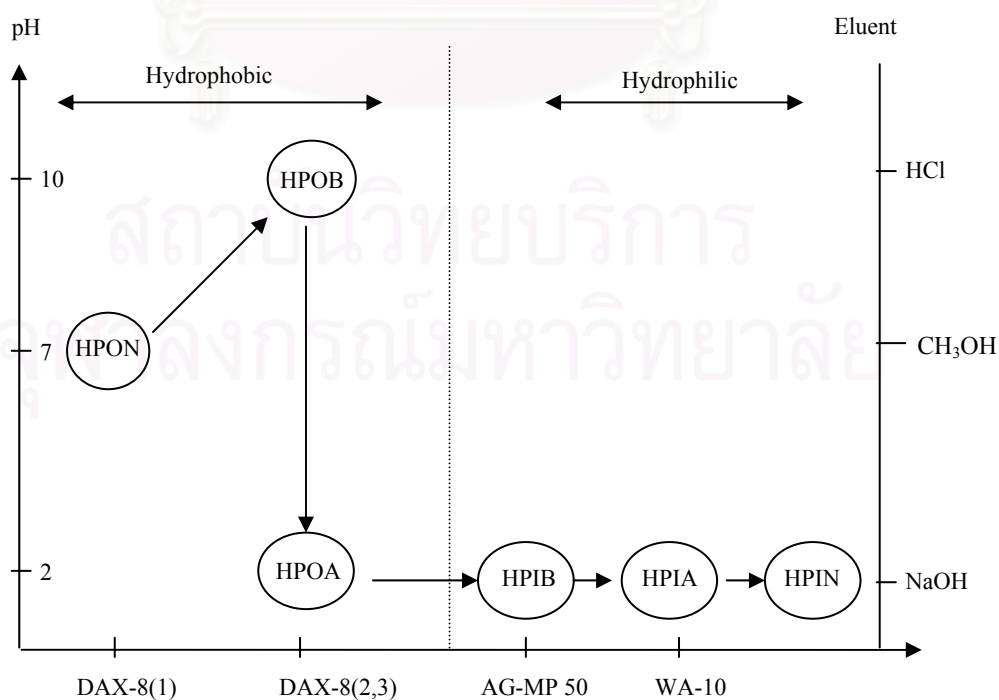 pH
Eluent
Hydrophobic
Hydrophilic
10
HPOB
HCl
สถาบันวิทยบริการ
จุฬาลงกรณ์มหาวิทยาลัย
HPON
7
CH₃OH
2
HPOA
HPIB
HPIA
HPIN
NaOH
DAX-8(1)
DAX-8(2,3)
AG-MP 50
WA-10